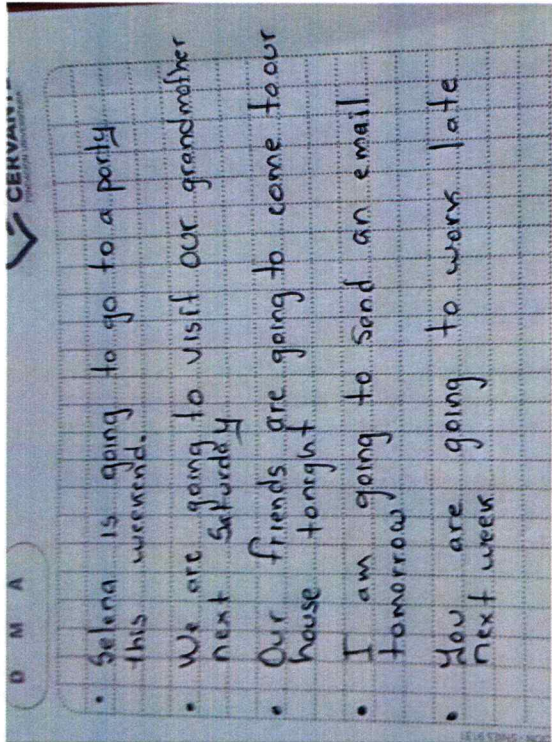 D M A
CERVANT
• Selena is going to go to a party
this weekend.
• We are going to visit our grandmother
next Saturday
• Our friends are going to come to our
house tonight
• I am going to send an email
tomorrow
• You are going to work late
next week